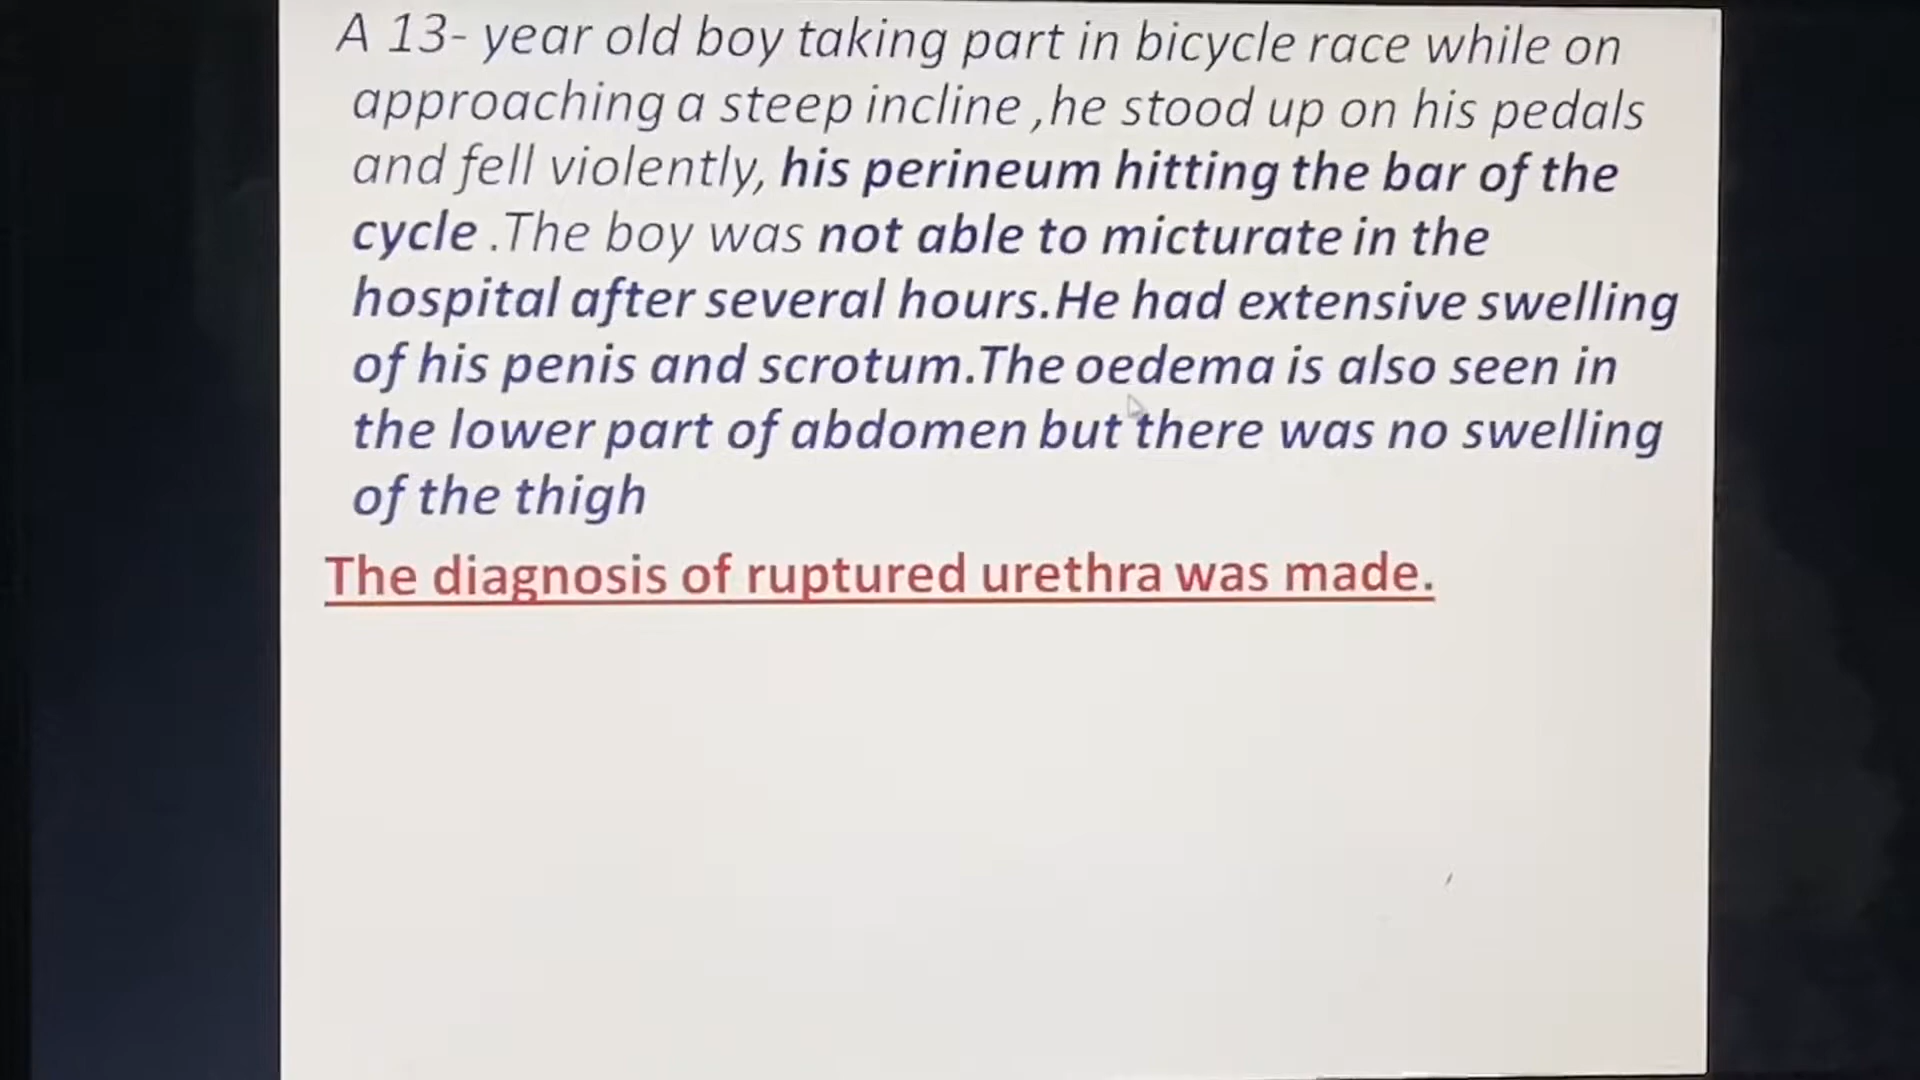 A 13- year old boy taking part in bicycle race while on
approaching a steep incline ,he stood up on his pedals
and fell violently, his perineum hitting the bar of the
cycle .The boy was not able to micturate in the
hospital after several hours.He had extensive swelling
of his penis and scrotum.The oedema is also seen in
the lower part of abdomen but there was no swelling
of the thigh
The diagnosis of ruptured urethra was made.